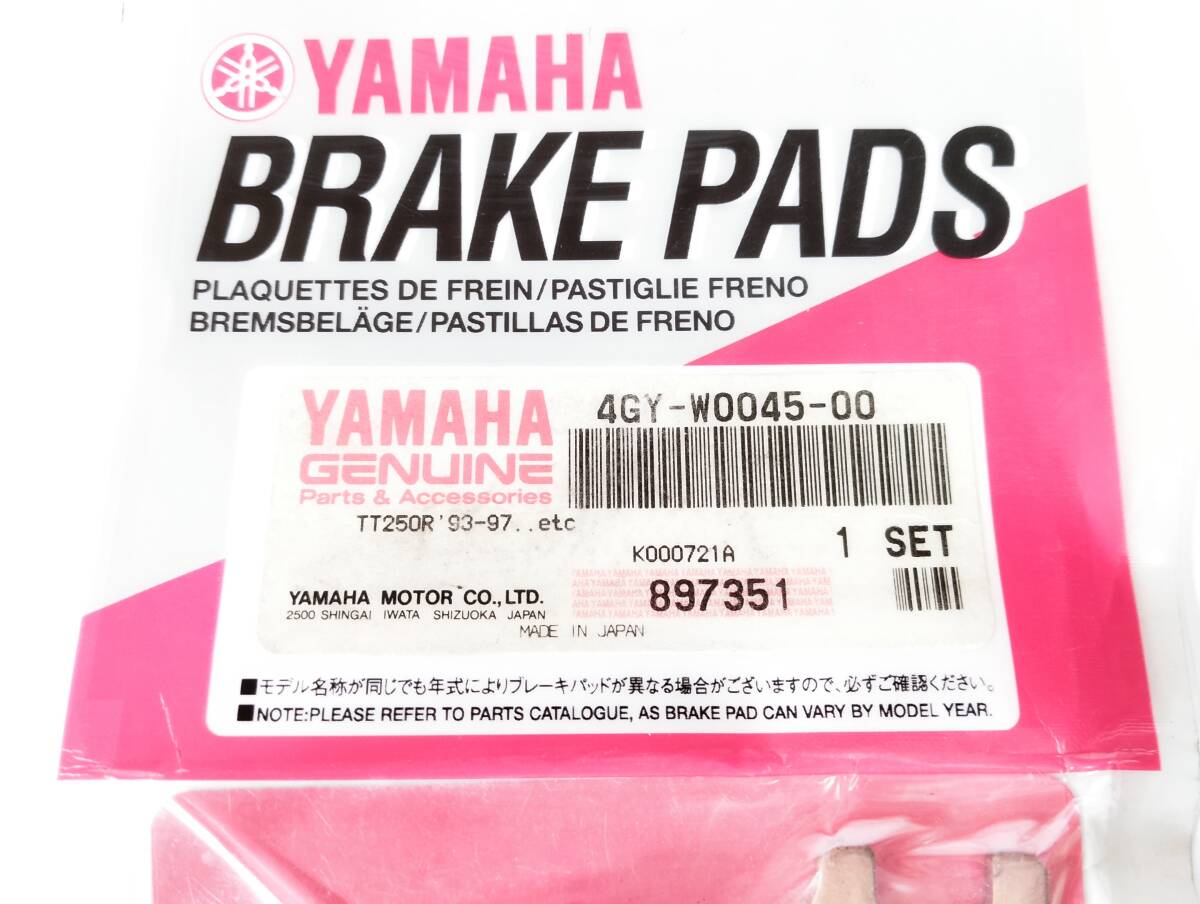 YAMAHA
BRAKE PADS
PLAQUETTES DE FREIN/PASTIGLIE FRENO
BREMSBELÄGE/PASTILLAS DE FRENO
YAMAHA
GENUINE
Parts & Accessories
4GY-W0045-00
TT250R'93-97..etc
K000721A
1 SET
897351
YAMAHA MOTOR CO.,LTD.
2500 SHINGAI IWATA SHIZUOKA JAPAN
MADE IN JAPAN
■モデル名称が同じでも年式によりブレーキパッドが異なる場合がございますので、必ずご確認ください。
■NOTE:PLEASE REFER TO PARTS CATALOGUE, AS BRAKE PAD CAN VARY BY MODEL YEAR.